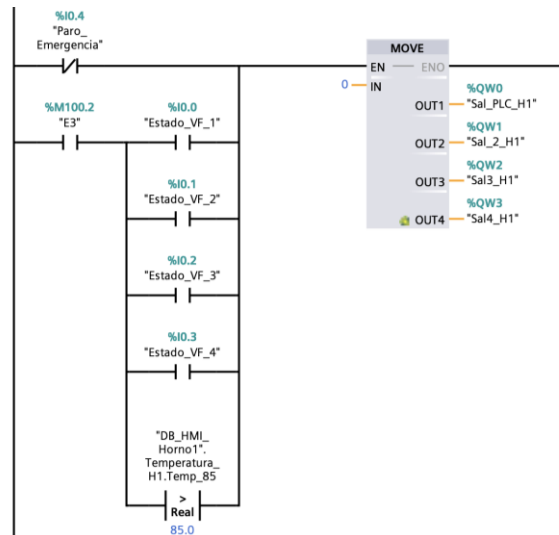 %I0.4
"Paro_
Emergencia"
MOVE
EN
ENO
0
IN
%QW0
OUT1
"Sal_PLC_H1"
%M100.2
"E3"
%I0.0
"Estado_VF_1"
%QW1
OUT2
"Sal_2_H1"
%QW2
OUT3
"Sal3_H1"
%I0.1
"Estado_VF_2"
%QW3
OUT4
"Sal4_H1"
%I0.2
"Estado_VF_3"
%I0.3
"Estado_VF_4"
"DB_HMI_
Horno1".
Temperatura_
H1.Temp_85
>
Real
85.0